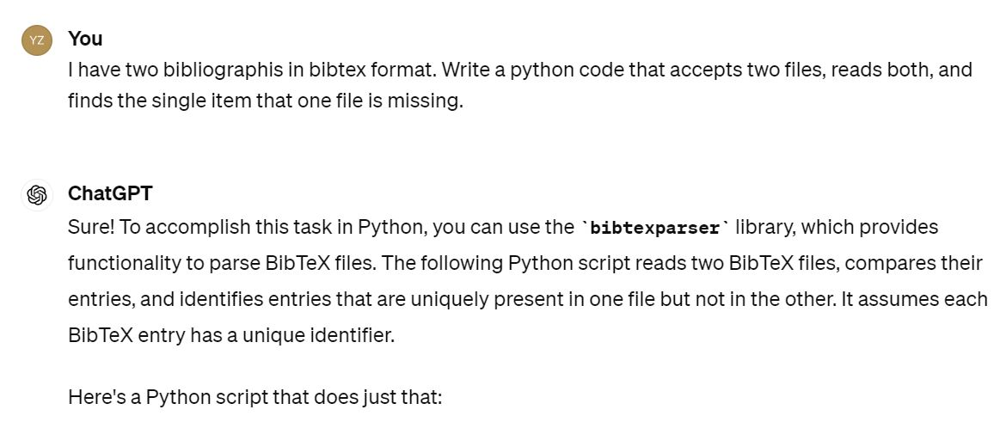 YZ
You
I have two bibliographis in bibtex format. Write a python code that accepts two files, reads both, and
finds the single item that one file is missing.
ChatGPT
Sure! To accomplish this task in Python, you can use the `bibtexparser` library, which provides
functionality to parse BibTeX files. The following Python script reads two BibTeX files, compares their
entries, and identifies entries that are uniquely present in one file but not in the other. It assumes each
BibTeX entry has a unique identifier.
Here's a Python script that does just that: